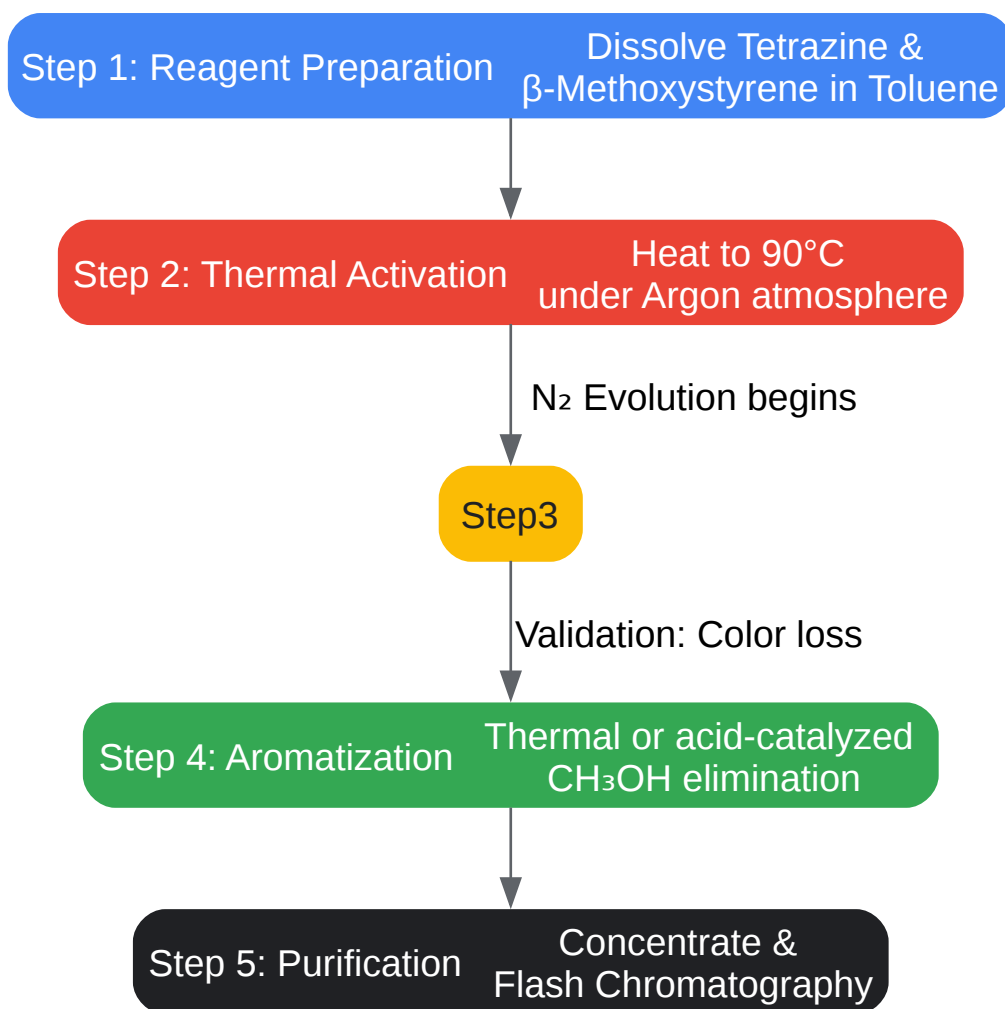 Step 1: Reagent Preparation
Dissolve Tetrazine &
β-Methoxystyrene in Toluene
Step 2: Thermal Activation
Heat to 90°C
under Argon atmosphere
N₂ Evolution begins
Step3
Validation: Color loss
Step 4: Aromatization
Thermal or acid-catalyzed
CH₃OH elimination
Step 5: Purification
Concentrate &
Flash Chromatography